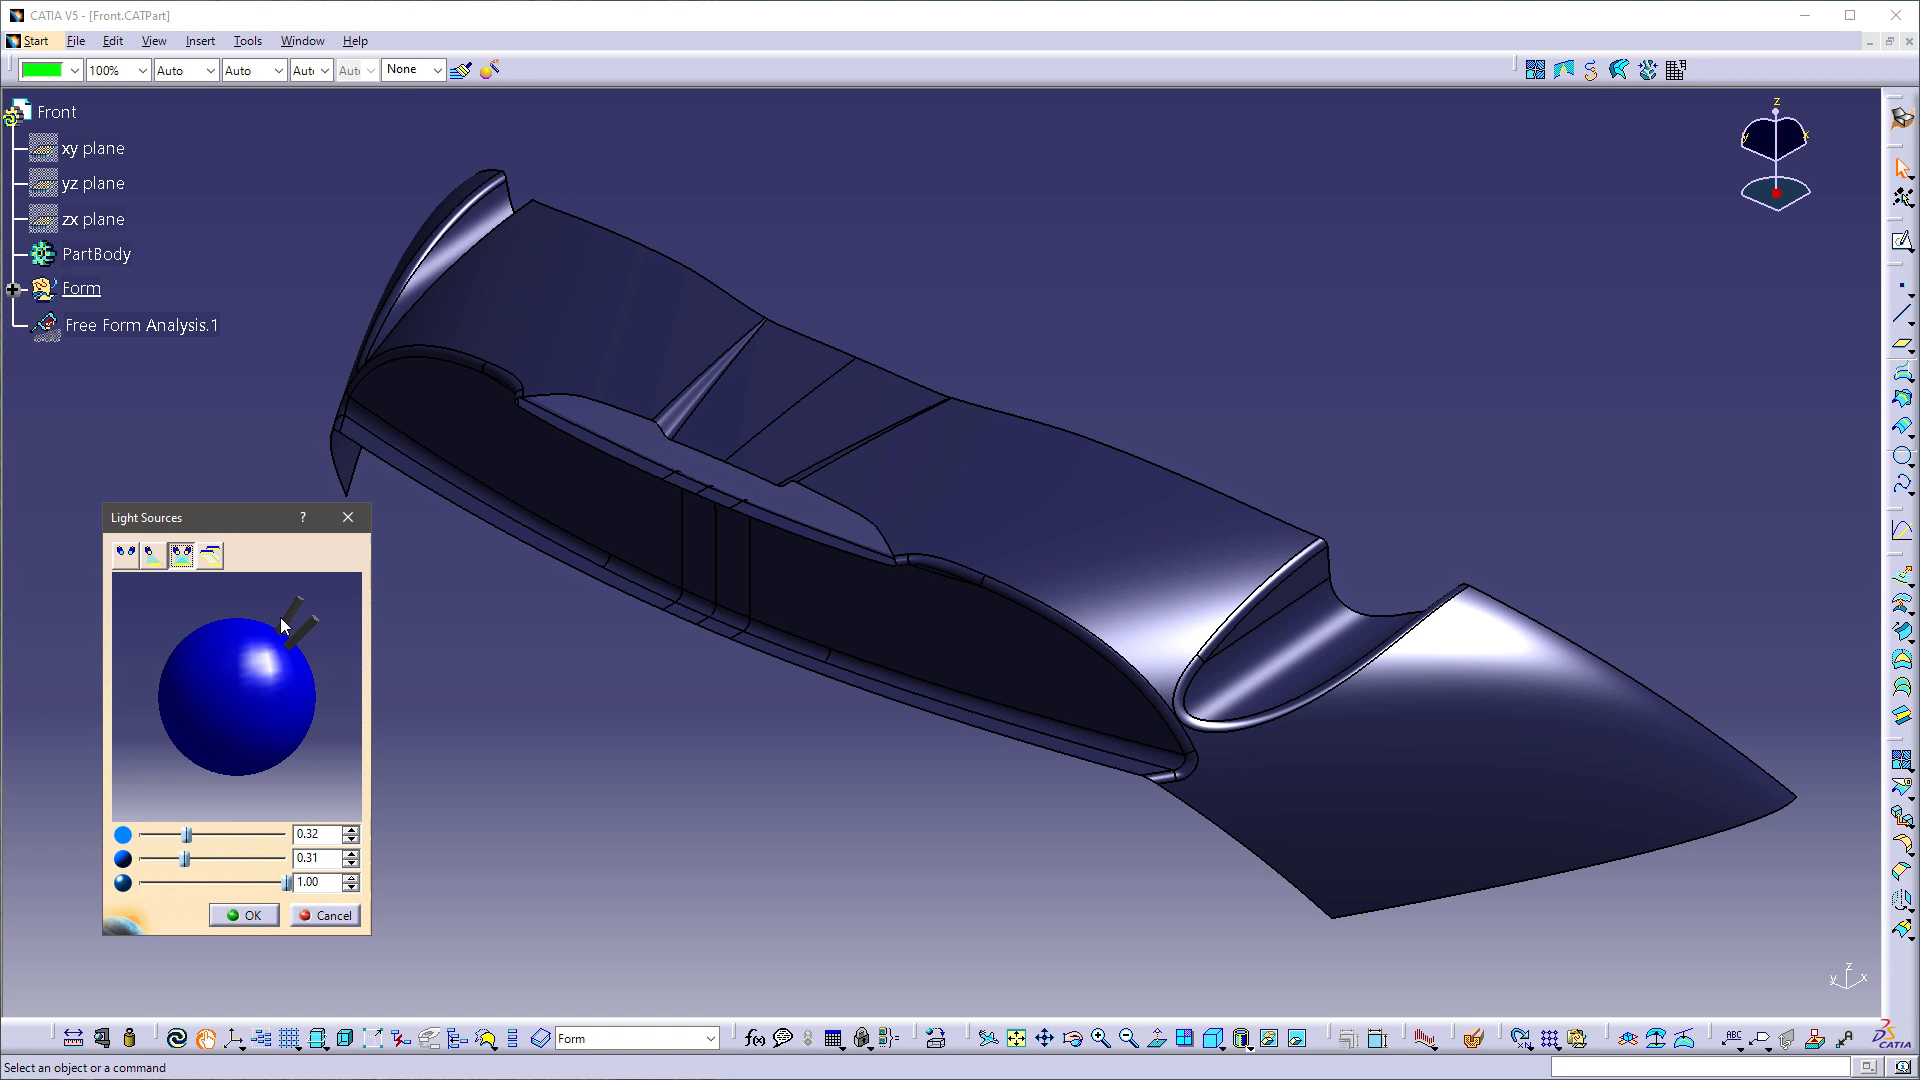 CATIA V5 - [Front.CATPart]
Start File Edit View Insert Tools Window Help
100% Auto Auto Aut Aut None
Front
xy plane
yz plane
zx plane
PartBody
Form
Free Form Analysis.1
z
y x
Light Sources ? 
0.32
0.31
1.00
OK Cancel
z
y x
f(x) ABC
Form
CATIA
Select an object or a command